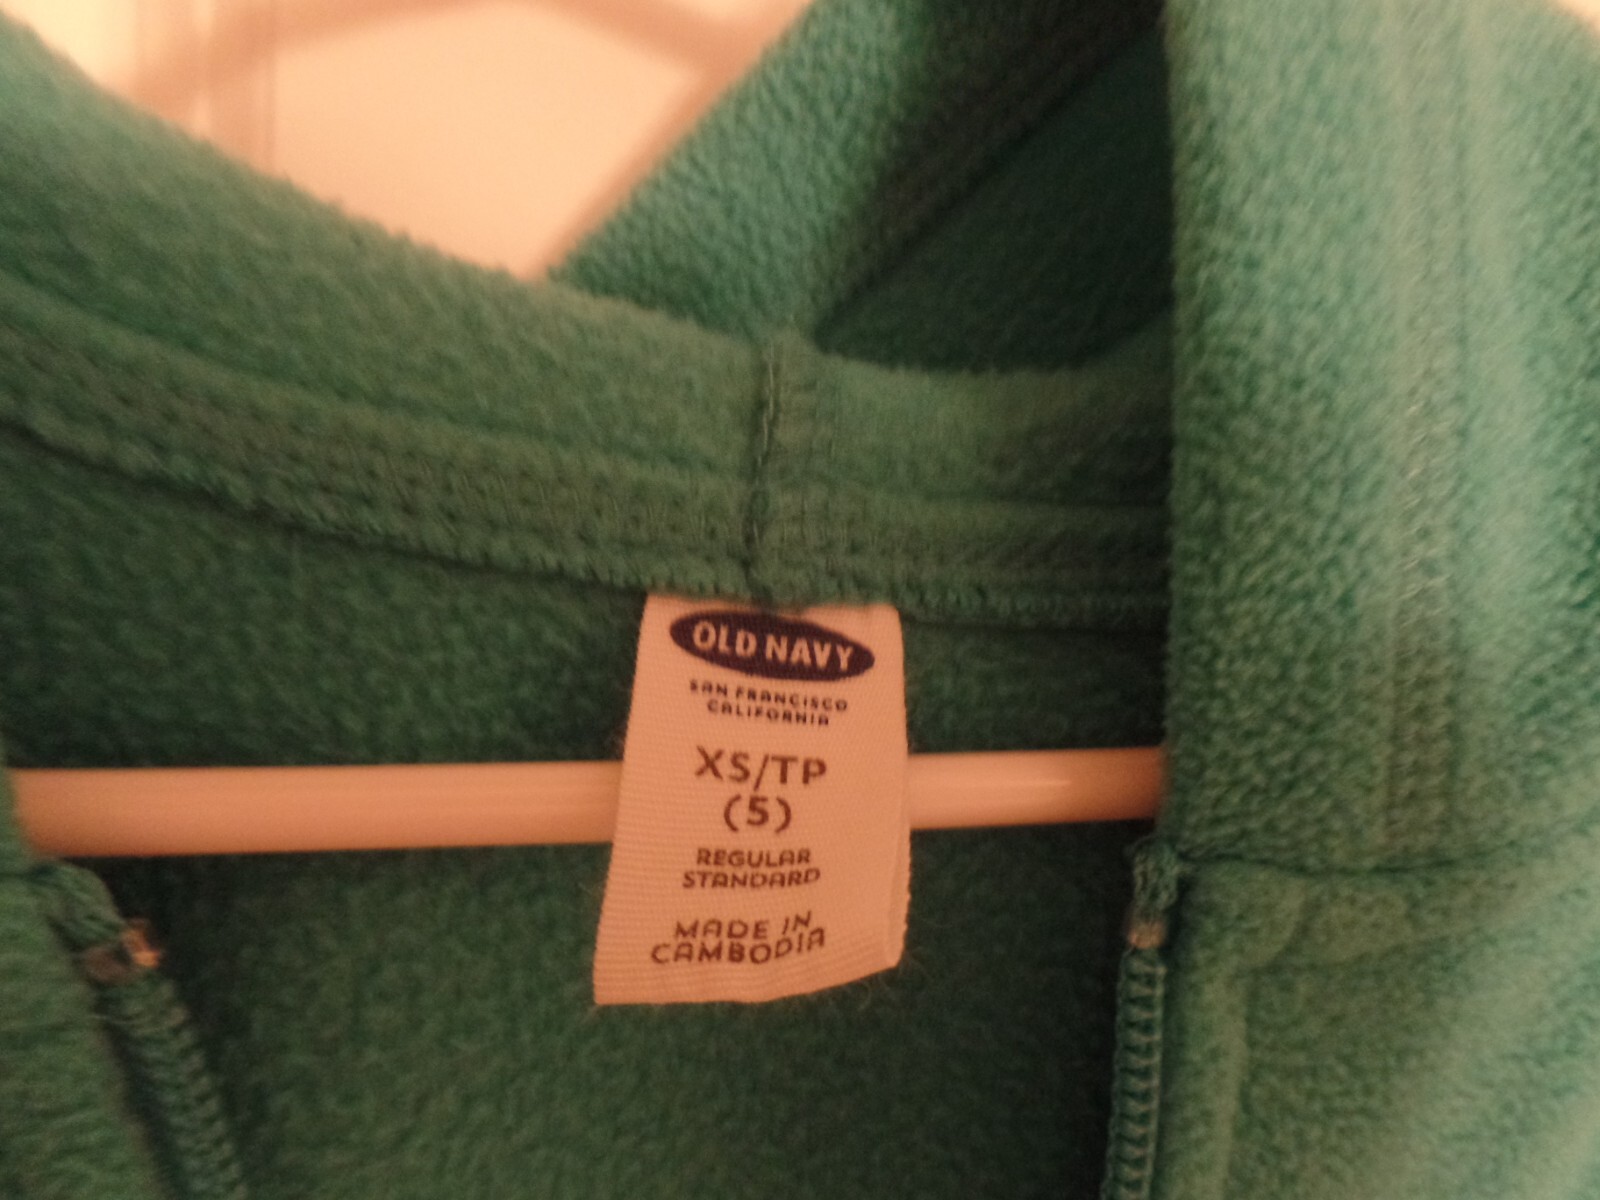 OLD NAVY
SAN FRANCISCO
CALIFORNIA
XS/TP
(5)
REGULAR
STANDARD
MADE IN
CAMBODIA